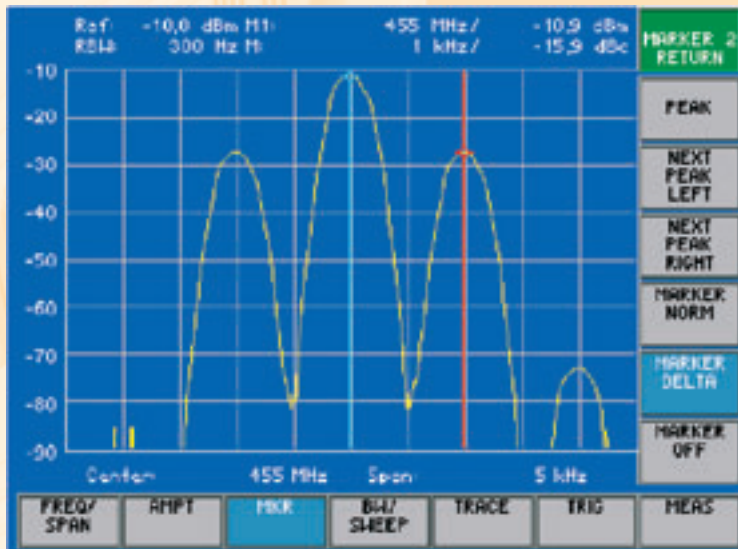 Ref: -10,0 dBm M1: 455 MHz/ -10,9 dBm
RBW: 300 Hz M: 1 kHz/ -15,9 dBc
MARKER 2
RETURN
PEAK
NEXT
PEAK
LEFT
NEXT
PEAK
RIGHT
MARKER
NORM
MARKER
DELTA
MARKER
OFF
-10
-20
-30
-40
-50
-60
-70
-80
-90
Center: 455 MHz Span: 5 kHz
FREQ/
SPAN
AMPT
MKR
BW/
SWEEP
TRACE
TRIG
MEAS